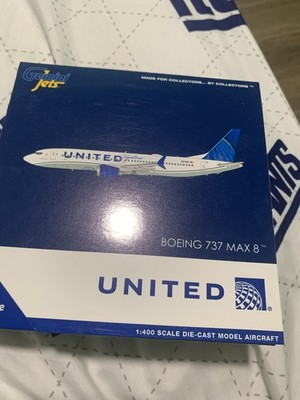 Gemini
Jets
MADE FOR COLLECTORS... BY COLLECTORS™
UNITED
BOEING 737 MAX 8™
UNITED
®
1:400 SCALE DIE-CAST MODEL AIRCRAFT